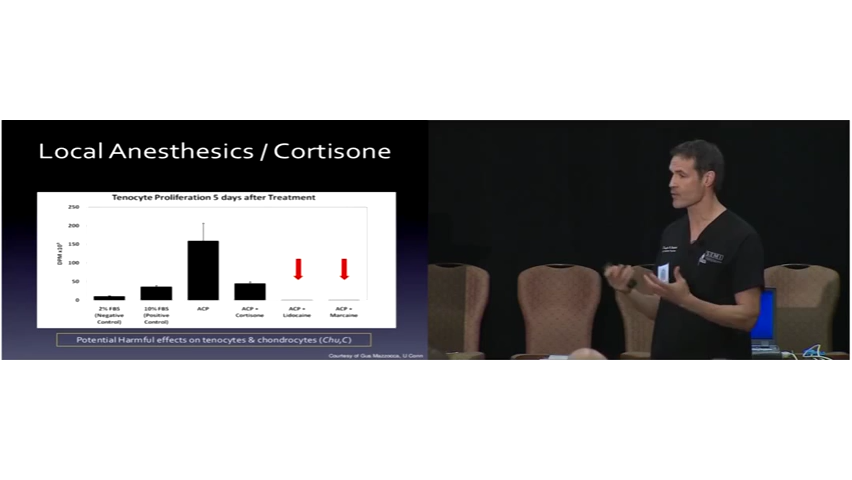 Local Anesthesics / Cortisone
Tenocyte Proliferation 5 days after Treatment
250
200
150
100
50
0
2% FBS
(Negative
Control)
10% FBS
(Positive
Control)
ACP
ACP +
Cortisone
ACP +
Lidocaine
ACP +
Marcaine
Potential Harmful effects on tenocytes & chondrocytes (Chu,C)
Courtesy of Gus Mazzocca, U Conn